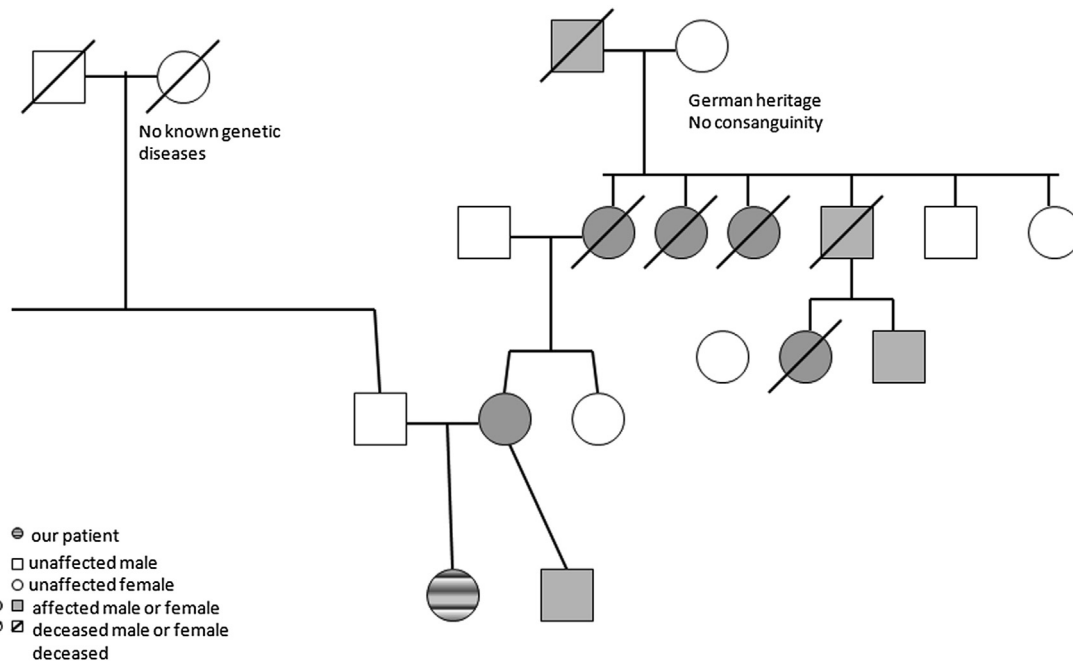 German heritage
No consanguinity
No known genetic
diseases
our patient
unaffected male
unaffected female
affected male or female
deceased male or female
deceased